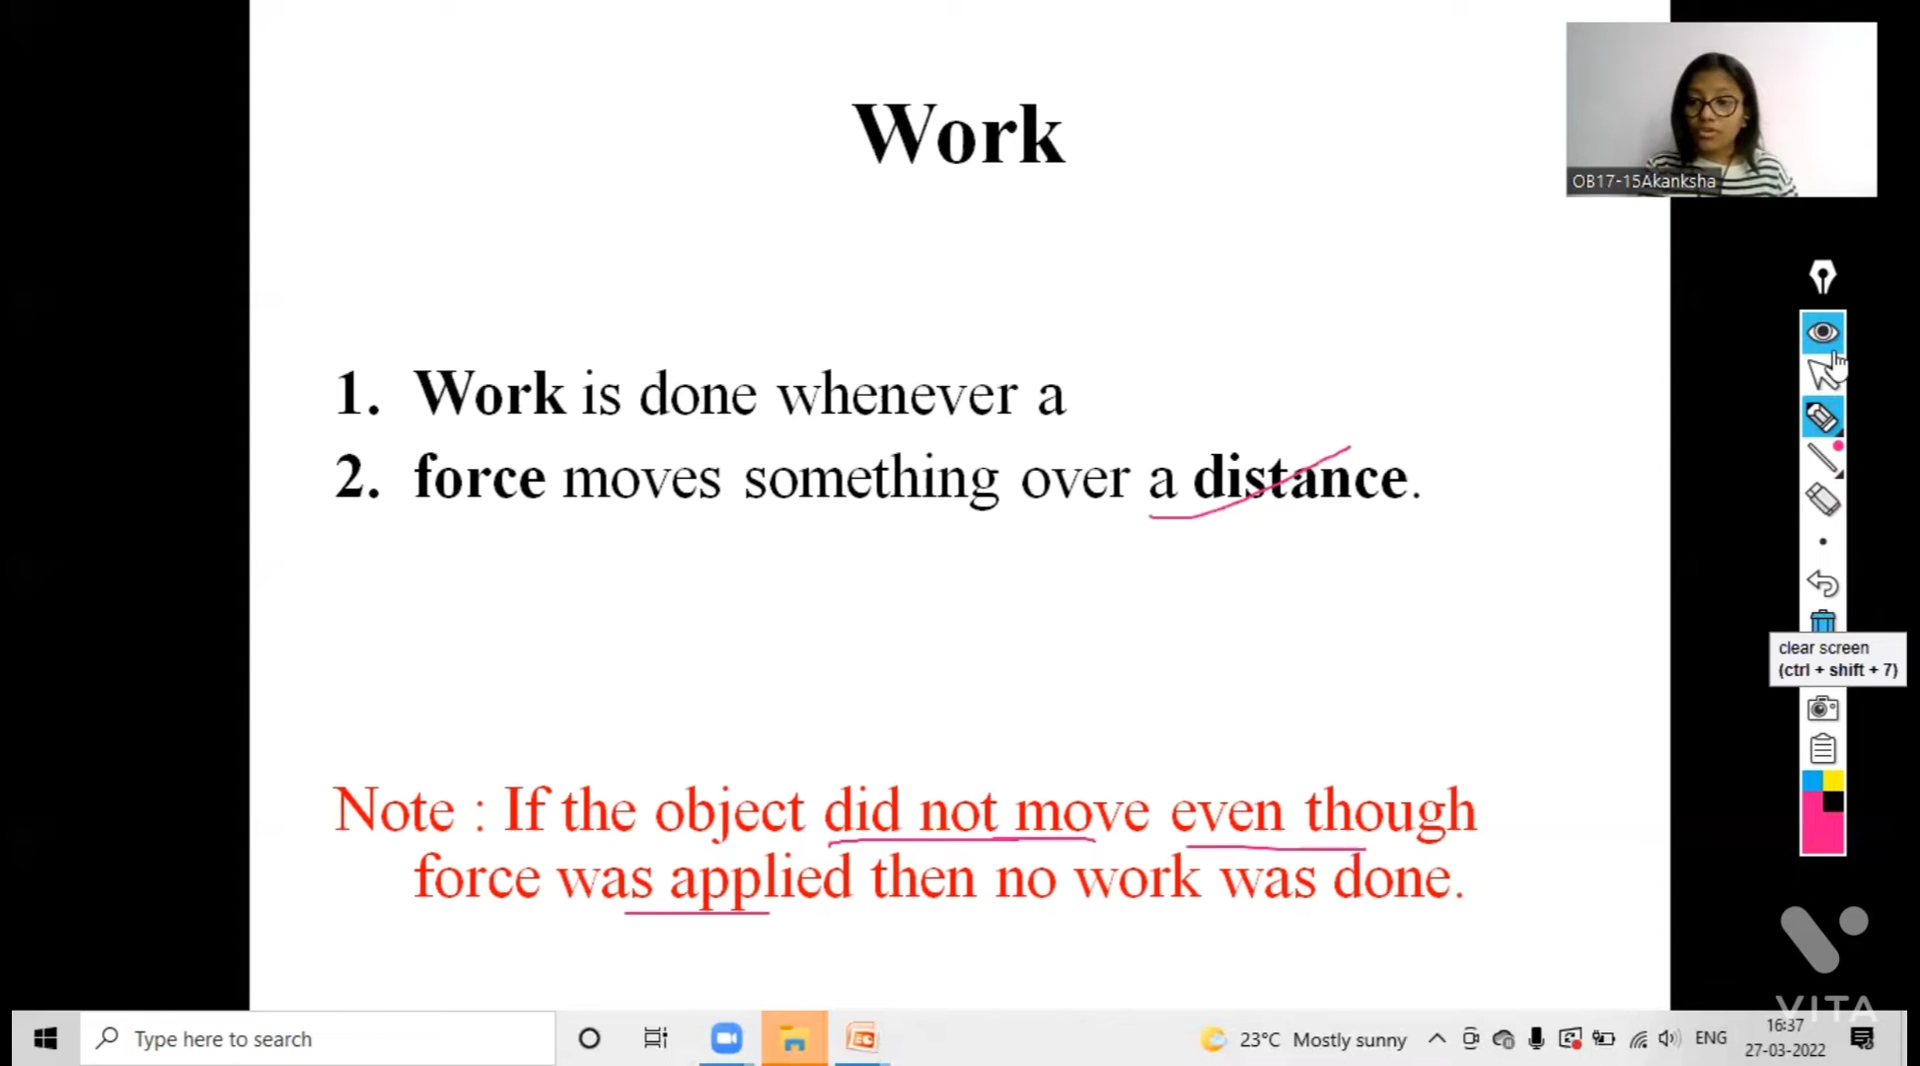 Work
OB17-15Akanksha
1. Work is done whenever a
2. force moves something over a distance.
clear screen
(ctrl + shift + 7)
Note : If the object did not move even though
force was applied then no work was done.
VITA
Type here to search
23°C Mostly sunny
ENG
16:37
27-03-2022